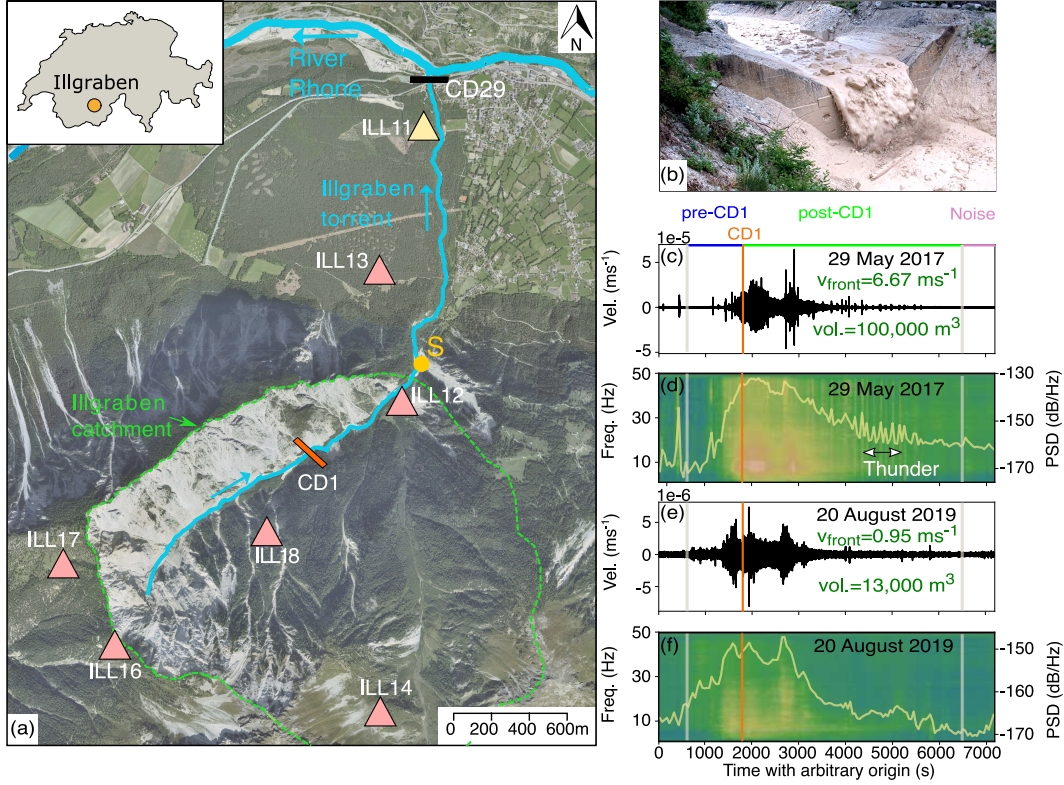 Illgraben
N
River
Rhone
CD29
ILL11
Illgraben
torrent
ILL13
S
ILL12
Illgraben
catchment
CD1
ILL17
ILL18
ILL16
ILL14
0 200 400 600m
(a)
(b)
pre-CD1 post-CD1 Noise
CD1
1e-5
(c)
29 May 2017
v_front=6.67 ms⁻¹
vol.=100,000 m³
Vel. (ms⁻¹)
5
0
-5
(d)
29 May 2017
Thunder
Freq. (Hz)
50
30
10
-130
-150
-170
PSD (dB/Hz)
1e-6
(e)
20 August 2019
v_front=0.95 ms⁻¹
vol.=13,000 m³
Vel. (ms⁻¹)
5
0
-5
(f)
20 August 2019
Freq. (Hz)
50
30
10
-150
-160
-170
PSD (dB/Hz)
0 1000 2000 3000 4000 5000 6000 7000
Time with arbitrary origin (s)